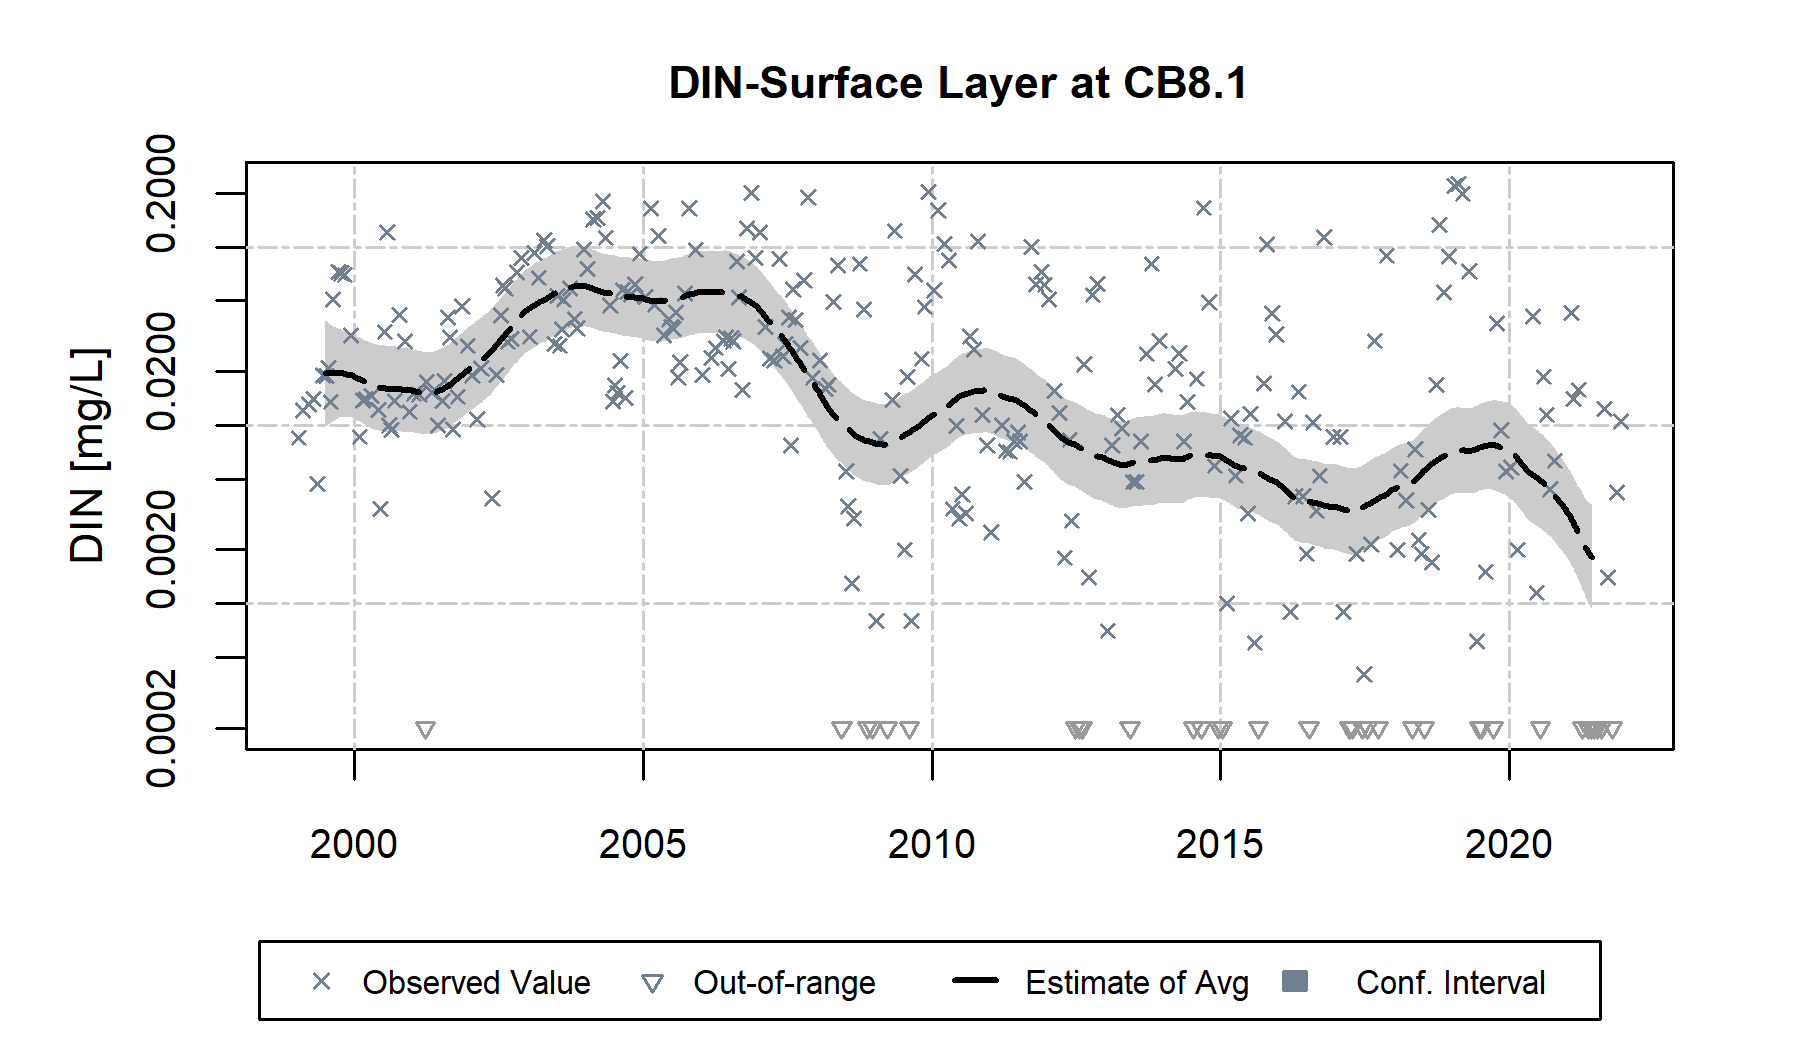 DIN-Surface Layer at CB8.1
DIN [mg/L]
0.2000
0.0200
0.0020
0.0002
2000 2005 2010 2015 2020
Observed Value Out-of-range Estimate of Avg Conf. Interval